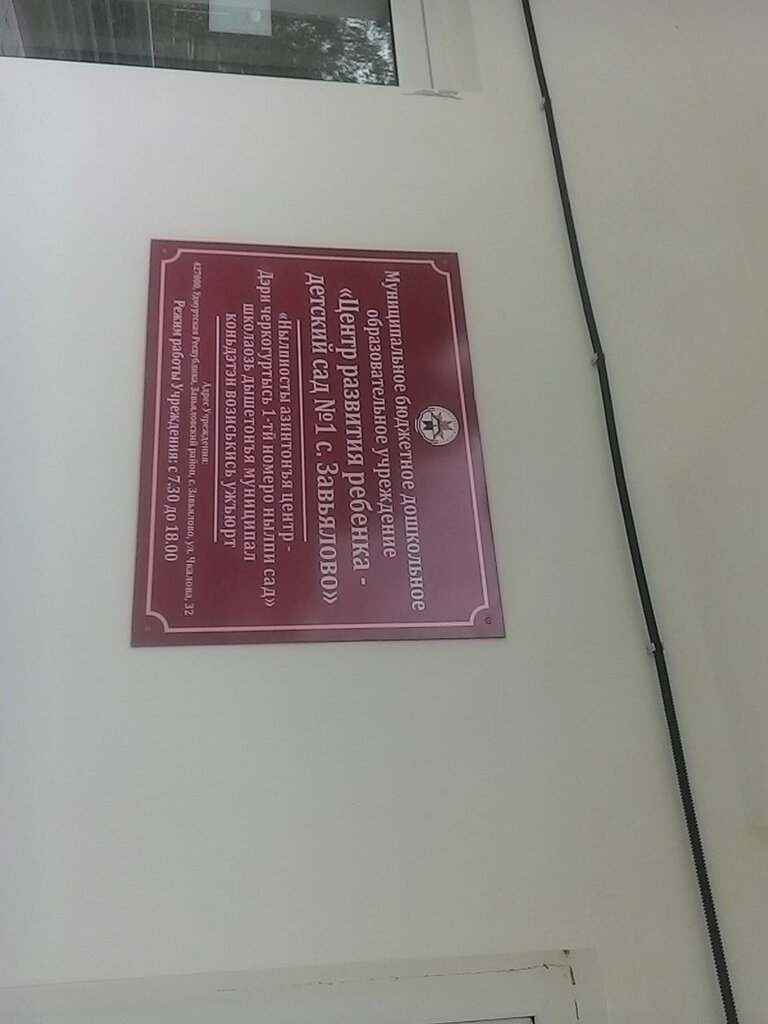 Муниципальное бюджетное дошкольное
образовательное учреждение
«Центр развития ребенка -
детский сад №1 с. Завьялово»
«Нылпиосты азинтонъя центр -
Дэри черкогуртысь 1-тӥ номеро нылпи сад»
школаозь дышетонъя муниципал
коньдэтэн возиськись ужъюрт
Адрес Учреждения:
427000, Удмуртская Республика, Завьяловский район, с. Завьялово, ул. Чкалова, 32
Режим работы Учреждения: с 7.30 до 18.00